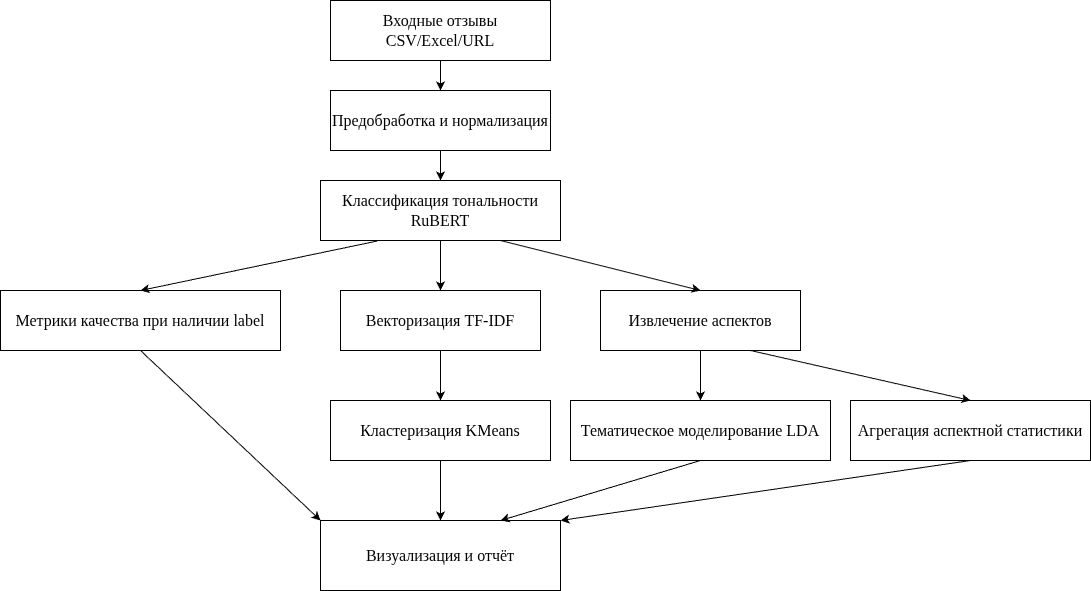 Входные отзывы
CSV/Excel/URL
Предобработка и нормализация
Классификация тональности
RuBERT
Метрики качества при наличии label
Векторизация TF-IDF
Извлечение аспектов
Кластеризация KMeans
Тематическое моделирование LDA
Агрегация аспектной статистики
Визуализация и отчёт